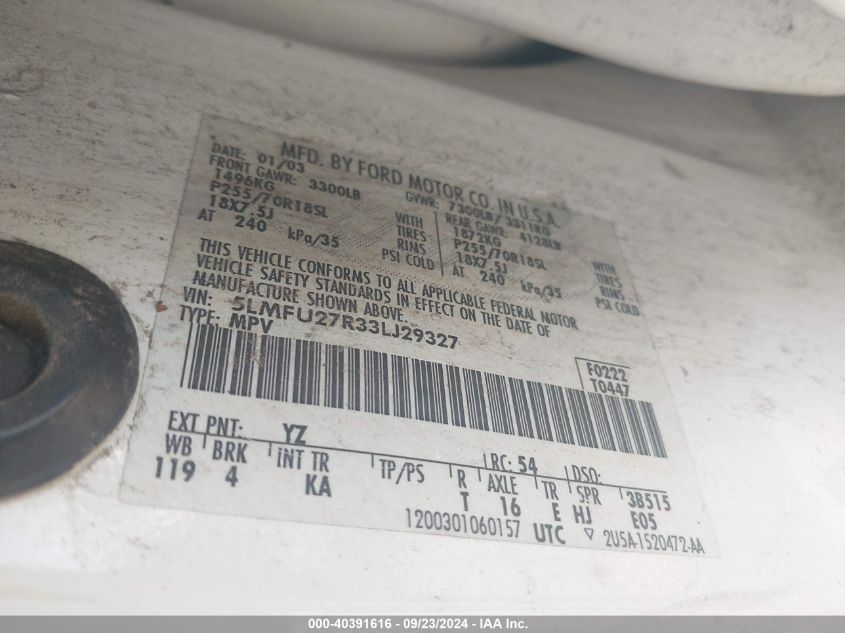 MFD. BY FORD MOTOR CO. IN U.S.A.
DATE: 01/03 GVWR: 7300LB/3311KG
FRONT GAWR: 3300LB REAR GAWR: 4128LB
1496KG WITH 1872KG WITH
P255/70R18SL TIRES P255/70R18SL TIRES
18X7.5J RIMS 18X7.5J RIMS
AT 240 kPa/35 PSI COLD AT 240 kPa/35 PSI COLD
THIS VEHICLE CONFORMS TO ALL APPLICABLE FEDERAL MOTOR
VEHICLE SAFETY STANDARDS IN EFFECT ON THE DATE OF
MANUFACTURE SHOWN ABOVE.
VIN: 5LMFU27R33LJ29327
TYPE: MPV
F0222
T0447
EXT PNT: YZ RC: 54 DSO:
WB BRK INT TR TP/PS R AXLE TR SPR 3B515
119 4 KA T 16 E HJ E05
1200301060157 UTC ▽ 2U5A-1520472-AA
000-40391616 - 09/23/2024 - IAA Inc.